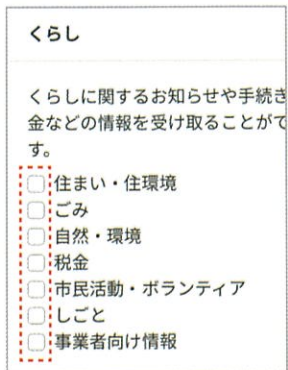 くらし
くらしに関するお知らせや手続き
金などの情報を受け取ることがで
す。
住まい・住環境
ごみ
自然・環境
税金
市民活動・ボランティア
しごと
事業者向け情報